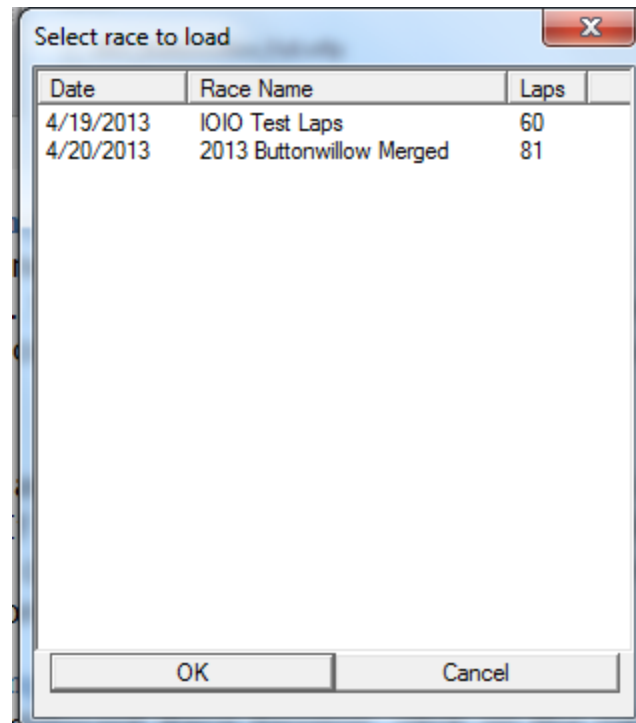 Select race to load
Date Race Name Laps
4/19/2013 IOIO Test Laps 60
4/20/2013 2013 Buttonwillow Merged 81
OK Cancel